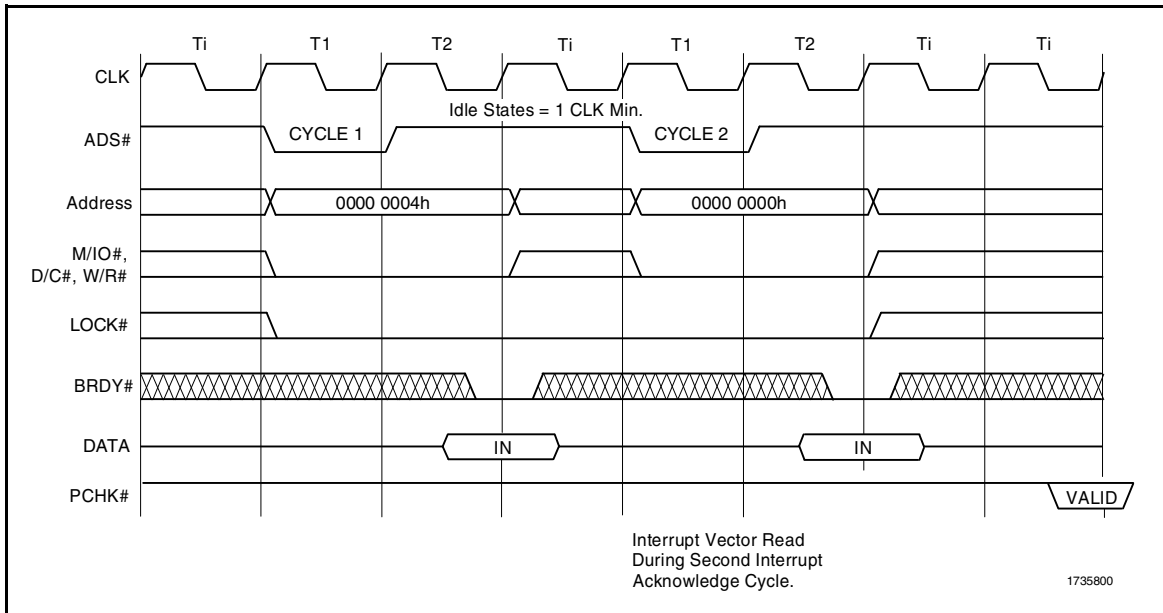 Ti T1 T2 Ti T1 T2 Ti Ti
CLK
Idle States = 1 CLK Min.
ADS# CYCLE 1 CYCLE 2
Address 0000 0004h 0000 0000h
M/IO#,
D/C#, W/R#
LOCK#
BRDY#
DATA IN IN
PCHK# VALID
Interrupt Vector Read
During Second Interrupt
Acknowledge Cycle.
1735800